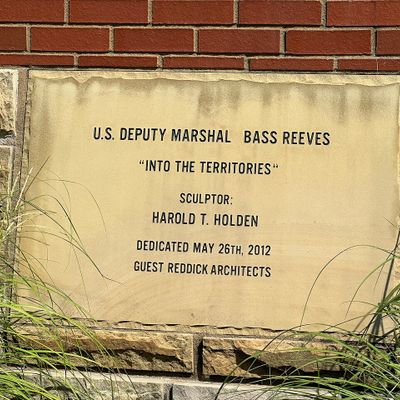 U.S. DEPUTY MARSHAL BASS REEVES
"INTO THE TERRITORIES"
SCULPTOR:
HAROLD T. HOLDEN
DEDICATED MAY 26TH, 2012
GUEST REDDICK ARCHITECTS